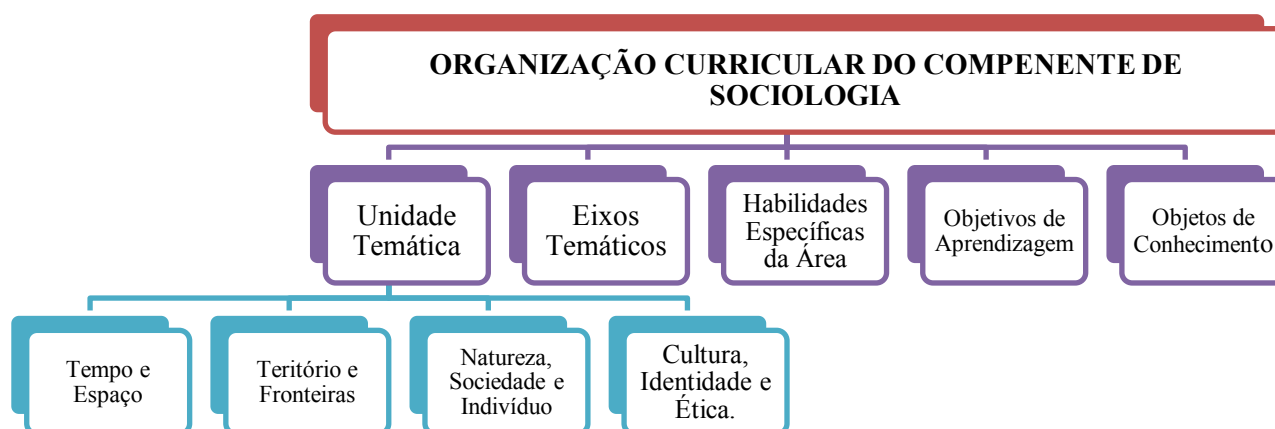 ORGANIZAÇÃO CURRICULAR DO COMPENENTE DE
SOCIOLOGIA
Unidade
Temática
Eixos
Temáticos
Habilidades
Específicas
da Área
Objetivos de
Aprendizagem
Objetos de
Conhecimento
Tempo e
Espaço
Teritório e
Fronteiras
Natureza,
Sociedade e
Indivíduo
Cultura,
Identidade e
Ética.